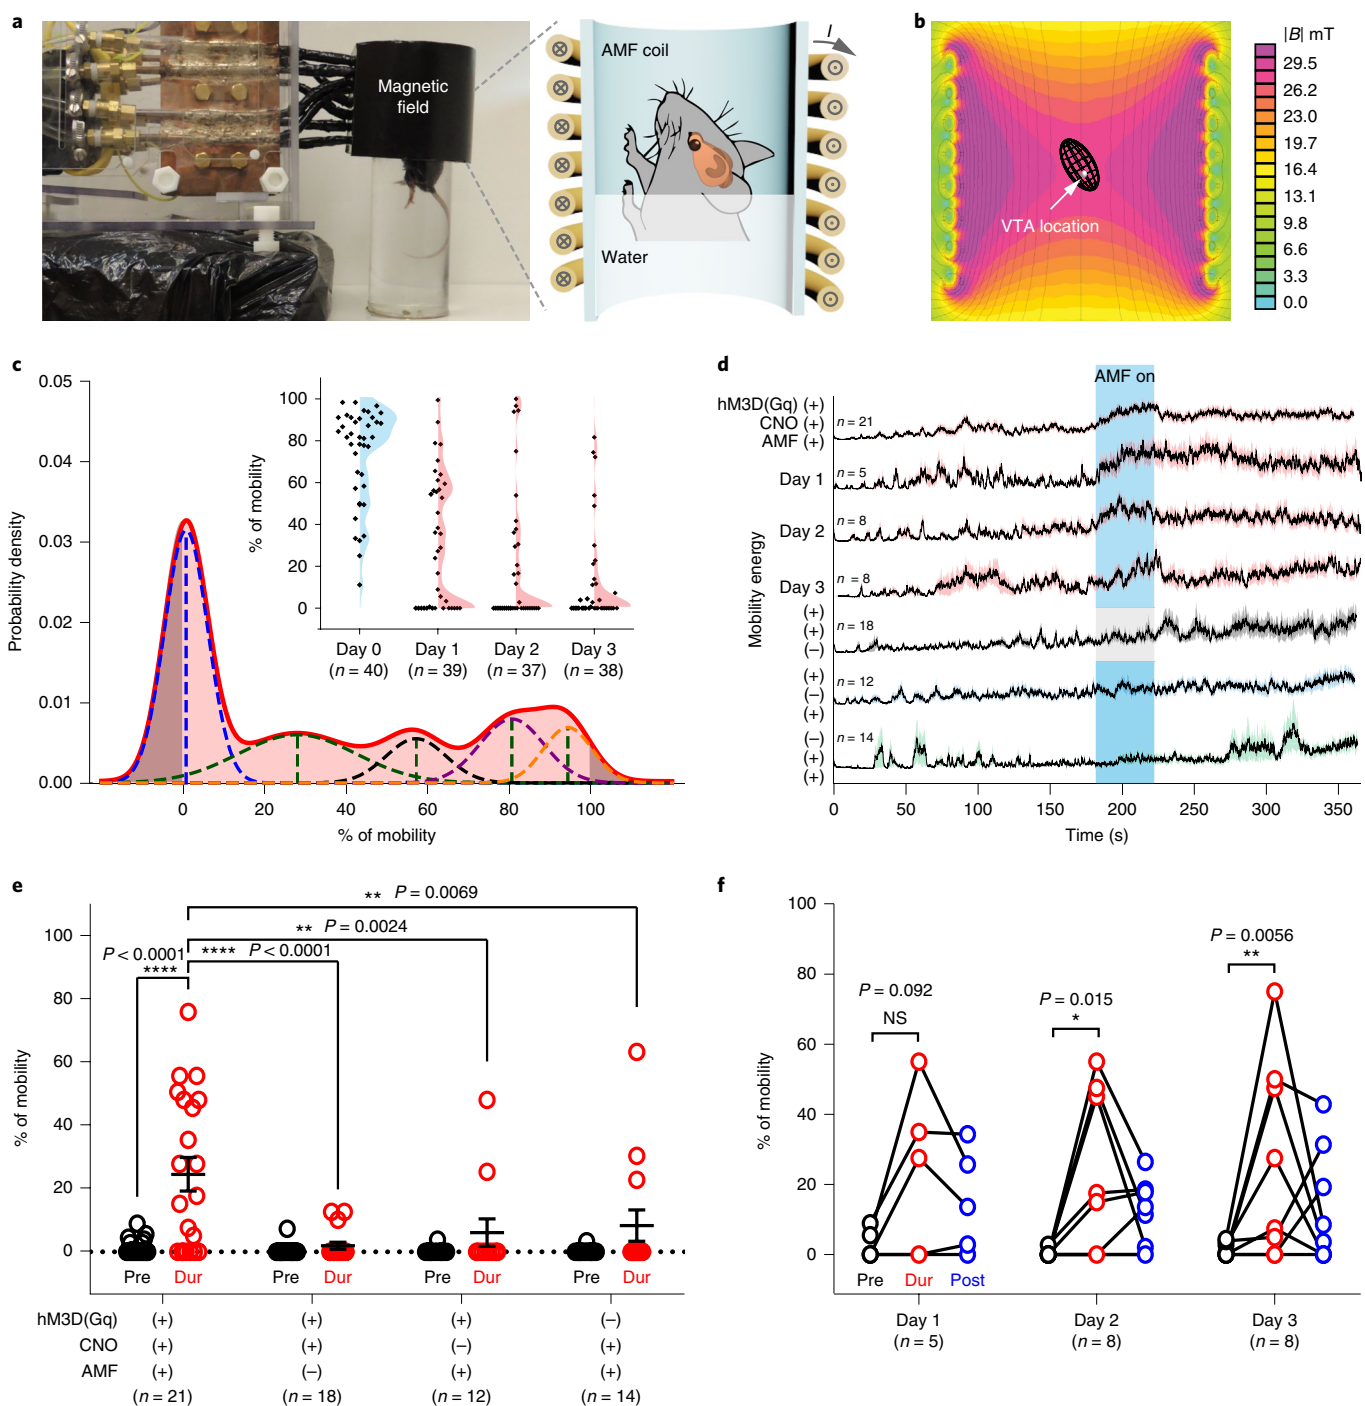 a
Magnetic
field
AMF coil
Water
I
b
VTA location
|B| mT
29.5
26.2
23.0
19.7
16.4
13.1
9.8
6.6
3.3
0.0
c
Probability density
0.05
0.04
0.03
0.02
0.01
0.00
0
20
40
60
80
100
% of mobility
% of mobility
100
80
60
40
20
0
Day 0 Day 1 Day 2 Day 3
(n = 40) (n = 39) (n = 37) (n = 38)
d
AMF on
Mobility energy
hM3D(Gq) (+)
CNO (+)
AMF (+)
n = 21
Day 1
n = 5
Day 2
n = 8
Day 3
n = 8
(+)
(+)
(–)
n = 18
(+)
(–)
(+)
n = 12
(–)
(+)
(+)
n = 14
0 50 100 150 200 250 300 350
Time (s)
e
** P = 0.0069
** P = 0.0024
P < 0.0001 **** P < 0.0001
****
% of mobility
100
80
60
40
20
0
Pre Dur Pre Dur Pre Dur Pre Dur
hM3D(Gq) (+) (+) (+) (–)
CNO (+) (+) (–) (+)
AMF (+) (–) (+) (+)
(n = 21) (n = 18) (n = 12) (n = 14)
f
% of mobility
100
80
60
40
20
0
P = 0.092
NS
P = 0.015
*
P = 0.0056
**
Pre Dur Post
Day 1 Day 2 Day 3
(n = 5) (n = 8) (n = 8)